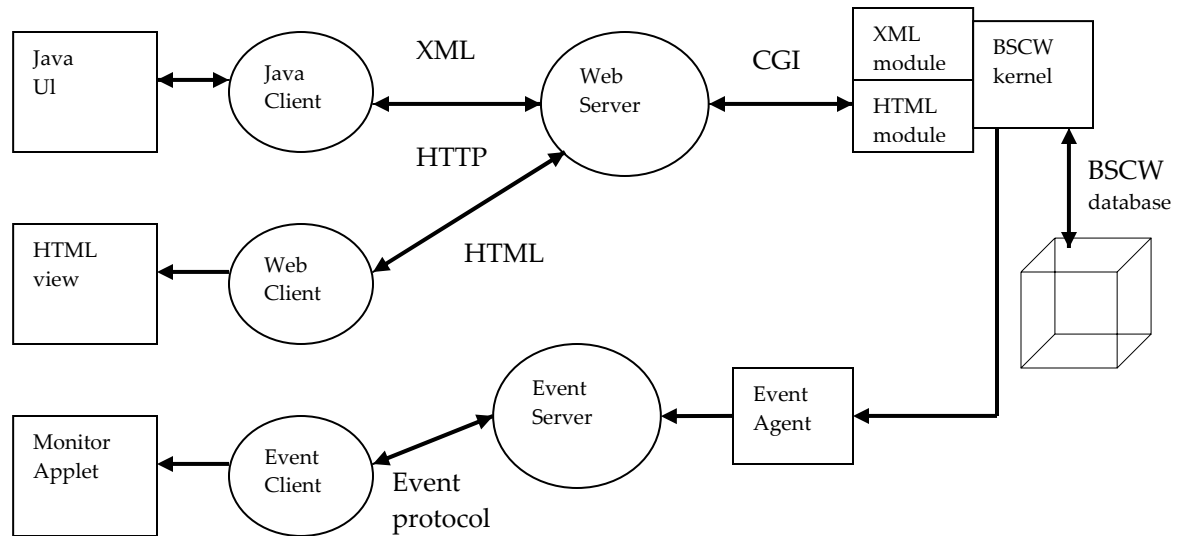 Java
UI
Java
Client
XML
Web
Server
CGI
XML
module
HTML
module
BSCW
kernel
HTTP
BSCW
database
HTML
view
Web
Client
HTML
Event
Server
Event
Agent
Monitor
Applet
Event
Client
Event
protocol